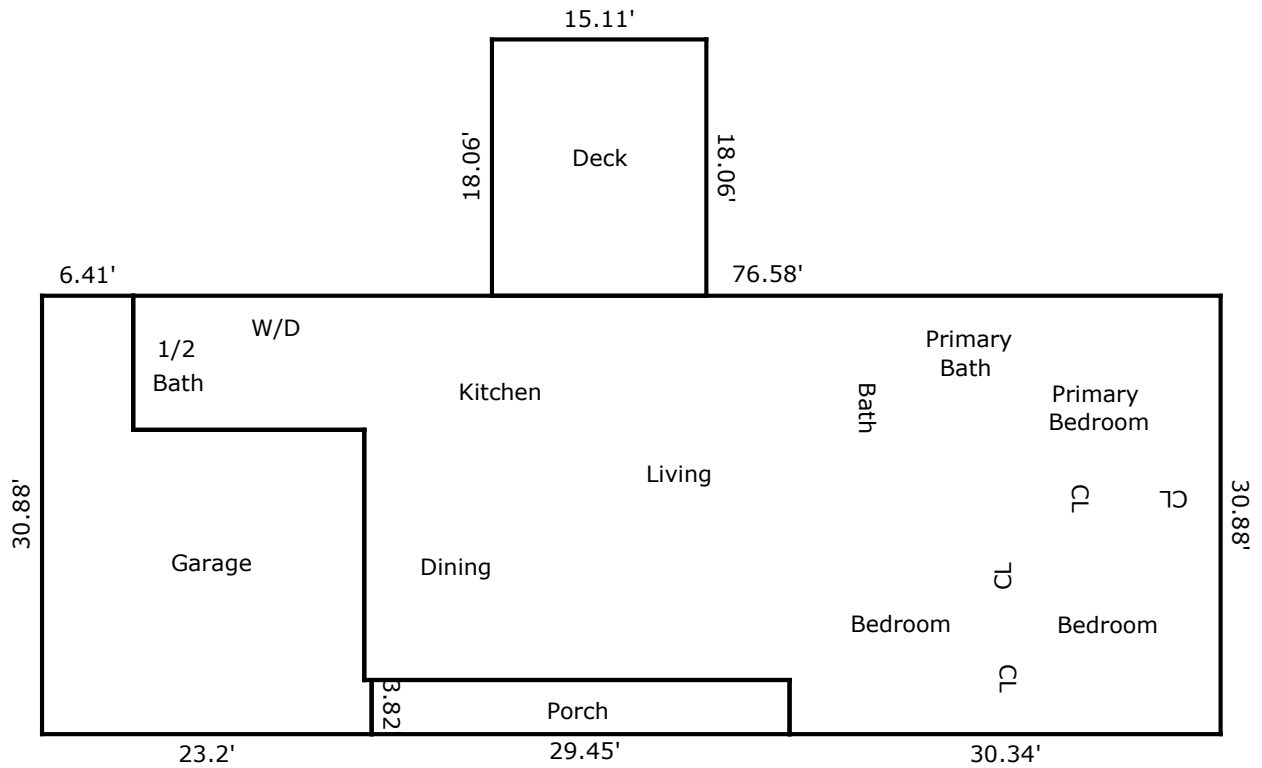 15.11'
18.06'
Deck
18.06'
6.41'
76.58'
W/D
1/2
Bath
Kitchen
Bath
Primary
Bath
Primary
Bedroom
Living
CL
CL
30.88'
30.88'
Garage
Dining
CL
Bedroom
Bedroom
CL
3.82
Porch
23.2'
29.45'
30.34'